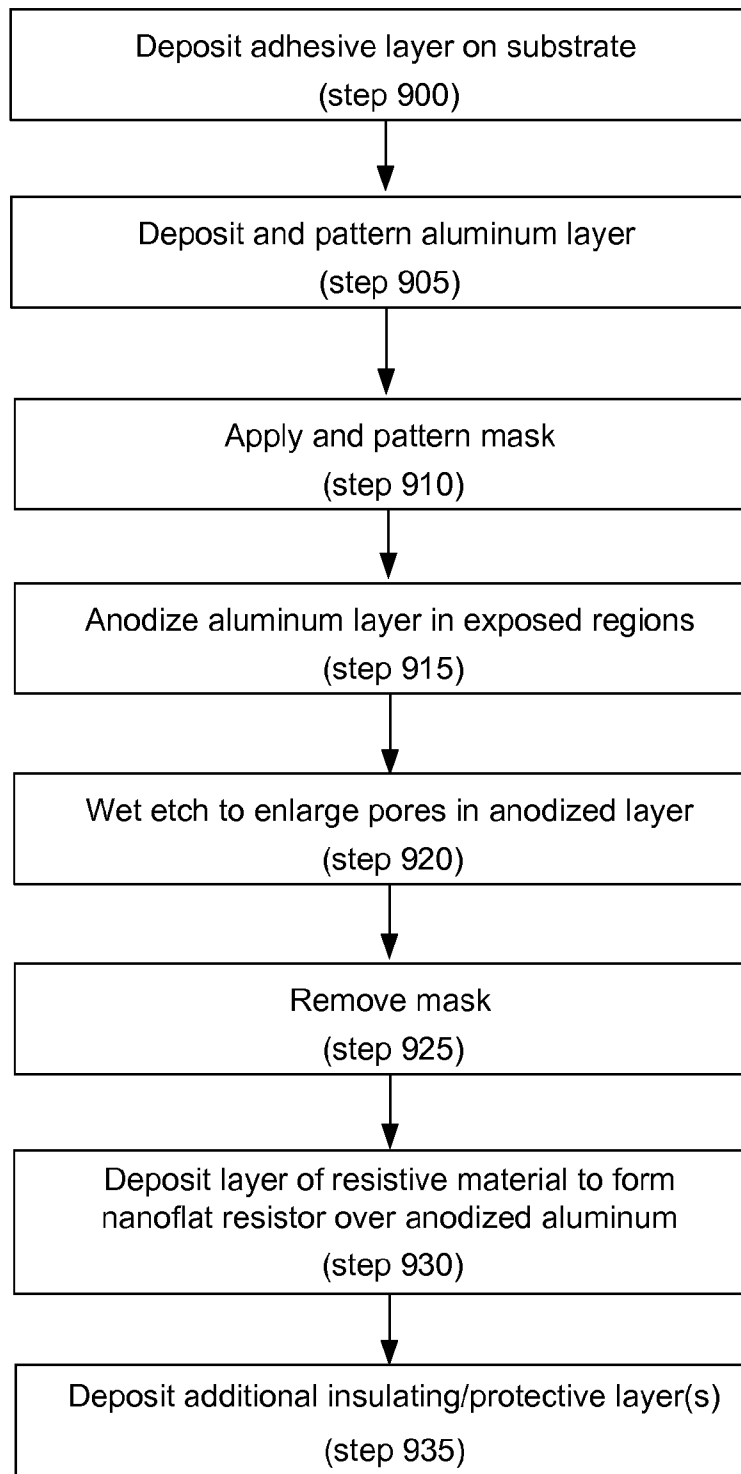 Deposit adhesive layer on substrate
(step 900)
Deposit and pattern aluminum layer
(step 905)
Apply and pattern mask
(step 910)
Anodize aluminum layer in exposed regions
(step 915)
Wet etch to enlarge pores in anodized layer
(step 920)
Remove mask
(step 925)
Deposit layer of resistive material to form
nanoflat resistor over anodized aluminum
(step 930)
Deposit additional insulating/protective layer(s)
(step 935)